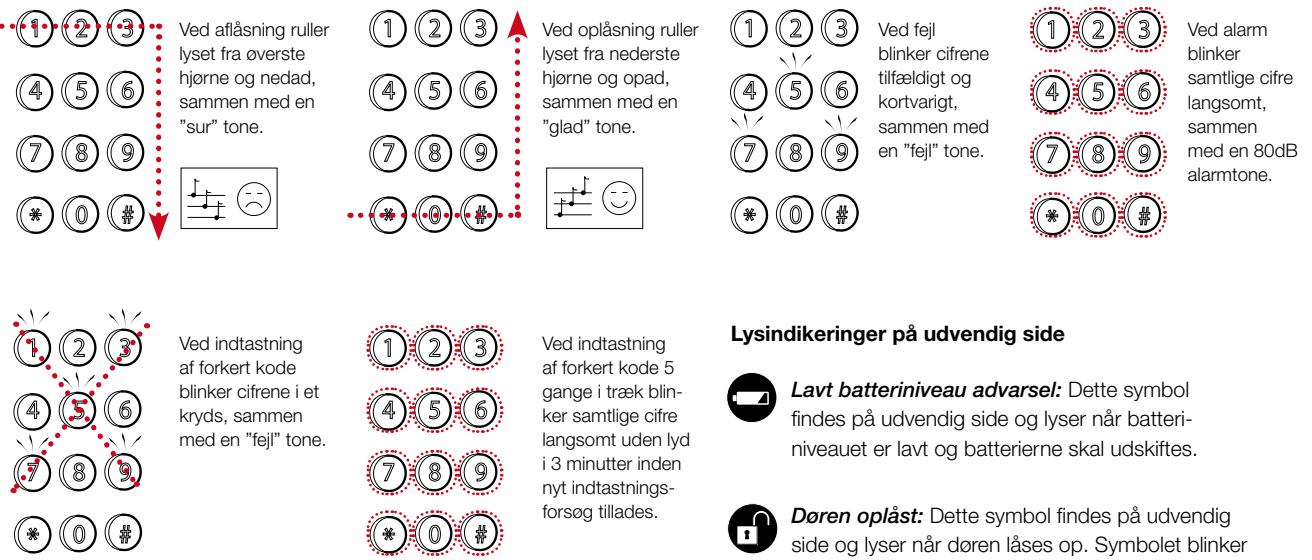 1 2 3
4 5 6
7 8 9
* 0 #
Ved aflåsning ruller
lyset fra øverste
hjørne og nedad,
sammen med en
"sur" tone.
1 2 3
4 5 6
7 8 9
* 0 #
Ved oplåsning ruller
lyset fra nederste
hjørne og opad,
sammen med en
"glad" tone.
1 2 3
4 5 6
7 8 9
* 0 #
Ved fejl
blinker cifrene
tilfældigt og
kortvarigt,
sammen med
en "fejl" tone.
1 2 3
4 5 6
7 8 9
* 0 #
Ved alarm
blinker
samtlige cifre
langsomt,
sammen
med en 80dB
alarmtone.
1 2 3
4 5 6
7 8 9
* 0 #
Ved indtastning
af forkert kode
blinker cifrene i et
kryds, sammen
med en "fejl" tone.
1 2 3
4 5 6
7 8 9
* 0 #
Ved indtastning
af forkert kode 5
gange i træk blin-
ker samtlige cifre
langsomt uden lyd
i 3 minutter inden
nyt indtastnings-
forsøg tillades.
Lysindikeringer på udvendig side
Lavt batteriniveau advarsel: Dette symbol
findes på udvendig side og lyser når batteri-
niveauet er lavt og batterierne skal udskiftes.
Døren oplåst: Dette symbol findes på udvendig
side og lyser når døren låses op. Symbolet blinker